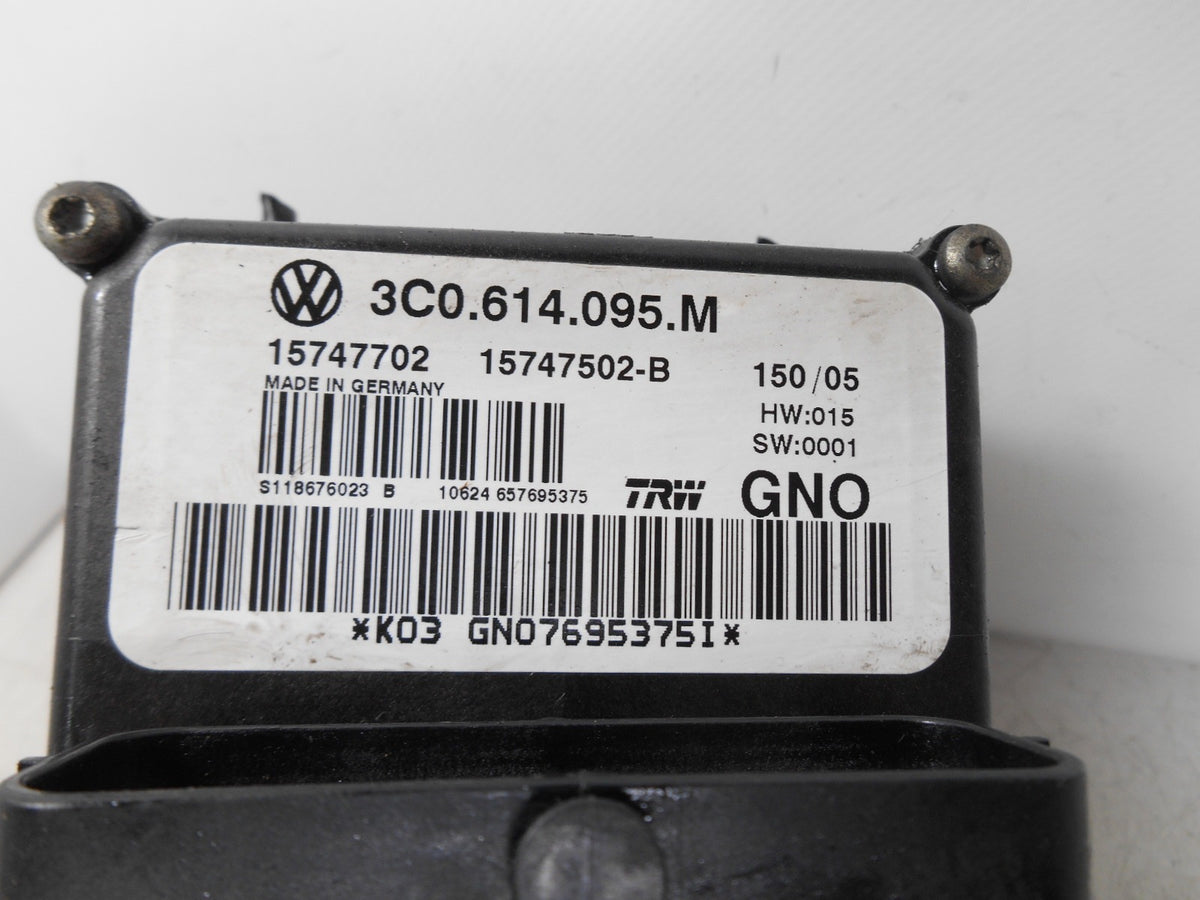 3C0.614.095.M
15747702 15747502-B 150/05
MADE IN GERMANY
HW:015
SW:0001
S118676023 B 10624 657695375 TRW GNO
*K03 GNO7695375I*